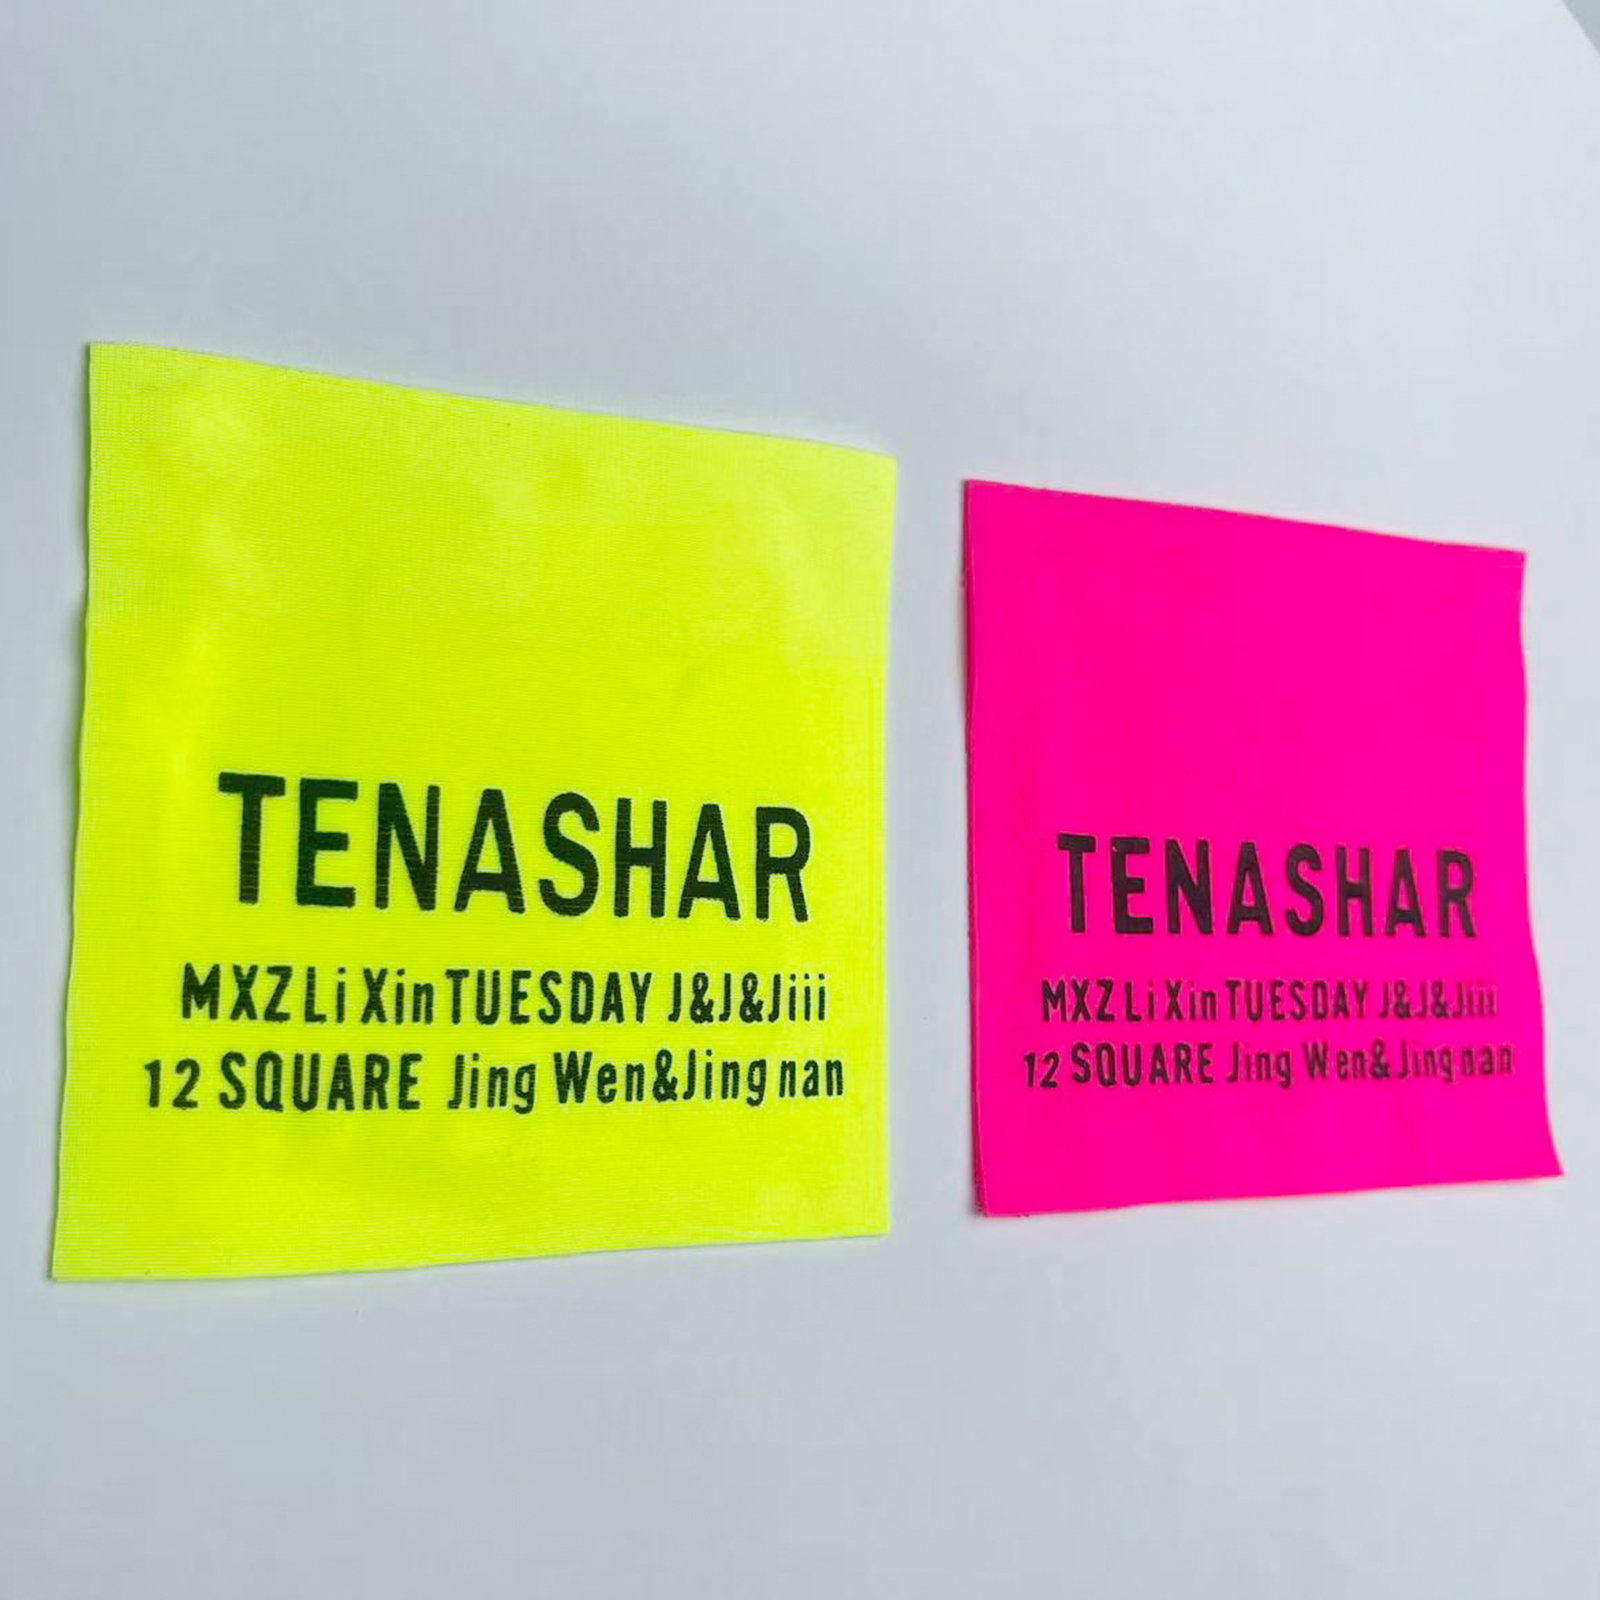 TENASHAR
MXZ Li Xin TUESDAY J&J&Jiii
12 SQUARE Jing Wen&Jing nan
TENASHAR
MXZ Li Xin TUESDAY J&J&Jiii
12 SQUARE Jing Wen&Jing nan